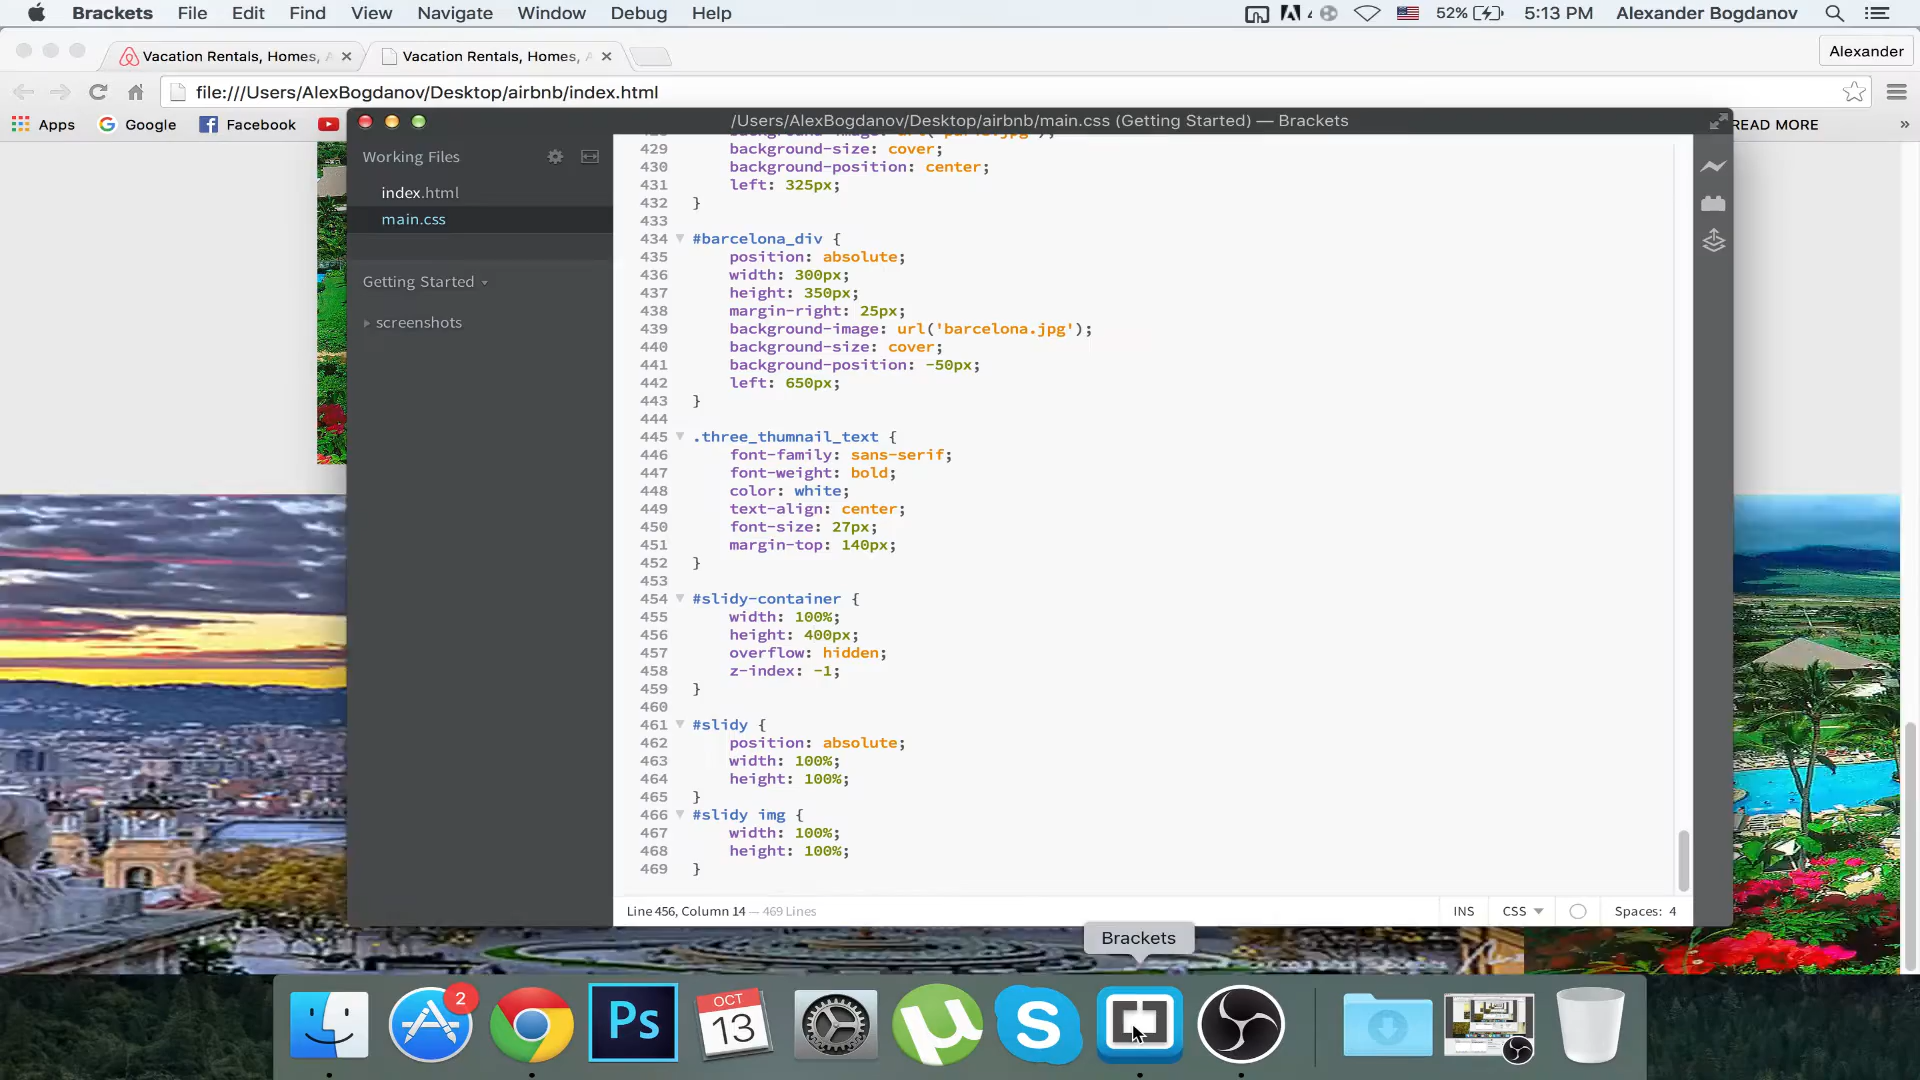 Brackets File Edit Find View Navigate Window Debug Help 4 52% 5:13 PM Alexander Bogdanov
Vacation Rentals, Homes, Vacation Rentals, Homes, Alexander
file:///Users/AlexBogdanov/Desktop/airbnb/index.html
Apps Google Facebook READ MORE »
/Users/AlexBogdanov/Desktop/airbnb/main.css (Getting Started) — Brackets
Working Files
index.html
main.css
Getting Started
screenshots
429 background-size: cover;
430 background-position: center;
431 left: 325px;
432 }
433
434 #barcelona_div {
435 position: absolute;
436 width: 300px;
437 height: 350px;
438 margin-right: 25px;
439 background-image: url('barcelona.jpg');
440 background-size: cover;
441 background-position: -50px;
442 left: 650px;
443 }
444
445 .three_thumnail_text {
446 font-family: sans-serif;
447 font-weight: bold;
448 color: white;
449 text-align: center;
450 font-size: 27px;
451 margin-top: 140px;
452 }
453
454 #slidy-container {
455 width: 100%;
456 height: 400px;
457 overflow: hidden;
458 z-index: -1;
459 }
460
461 #slidy {
462 position: absolute;
463 width: 100%;
464 height: 100%;
465 }
466 #slidy img {
467 width: 100%;
468 height: 100%;
469 }
Line 456, Column 14 — 469 Lines INS CSS Spaces: 4
Brackets
2 Ps OCT 13 µ S